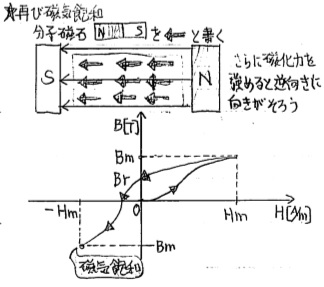 再び磁気飽和
分子磁石 N S を ← と書く
S
N
さらに磁化力を
強めると逆向きに
向きがそろう
B[T]
Bm
Br
-Hm
0
Hm
H[A/m]
-Bm
磁気飽和